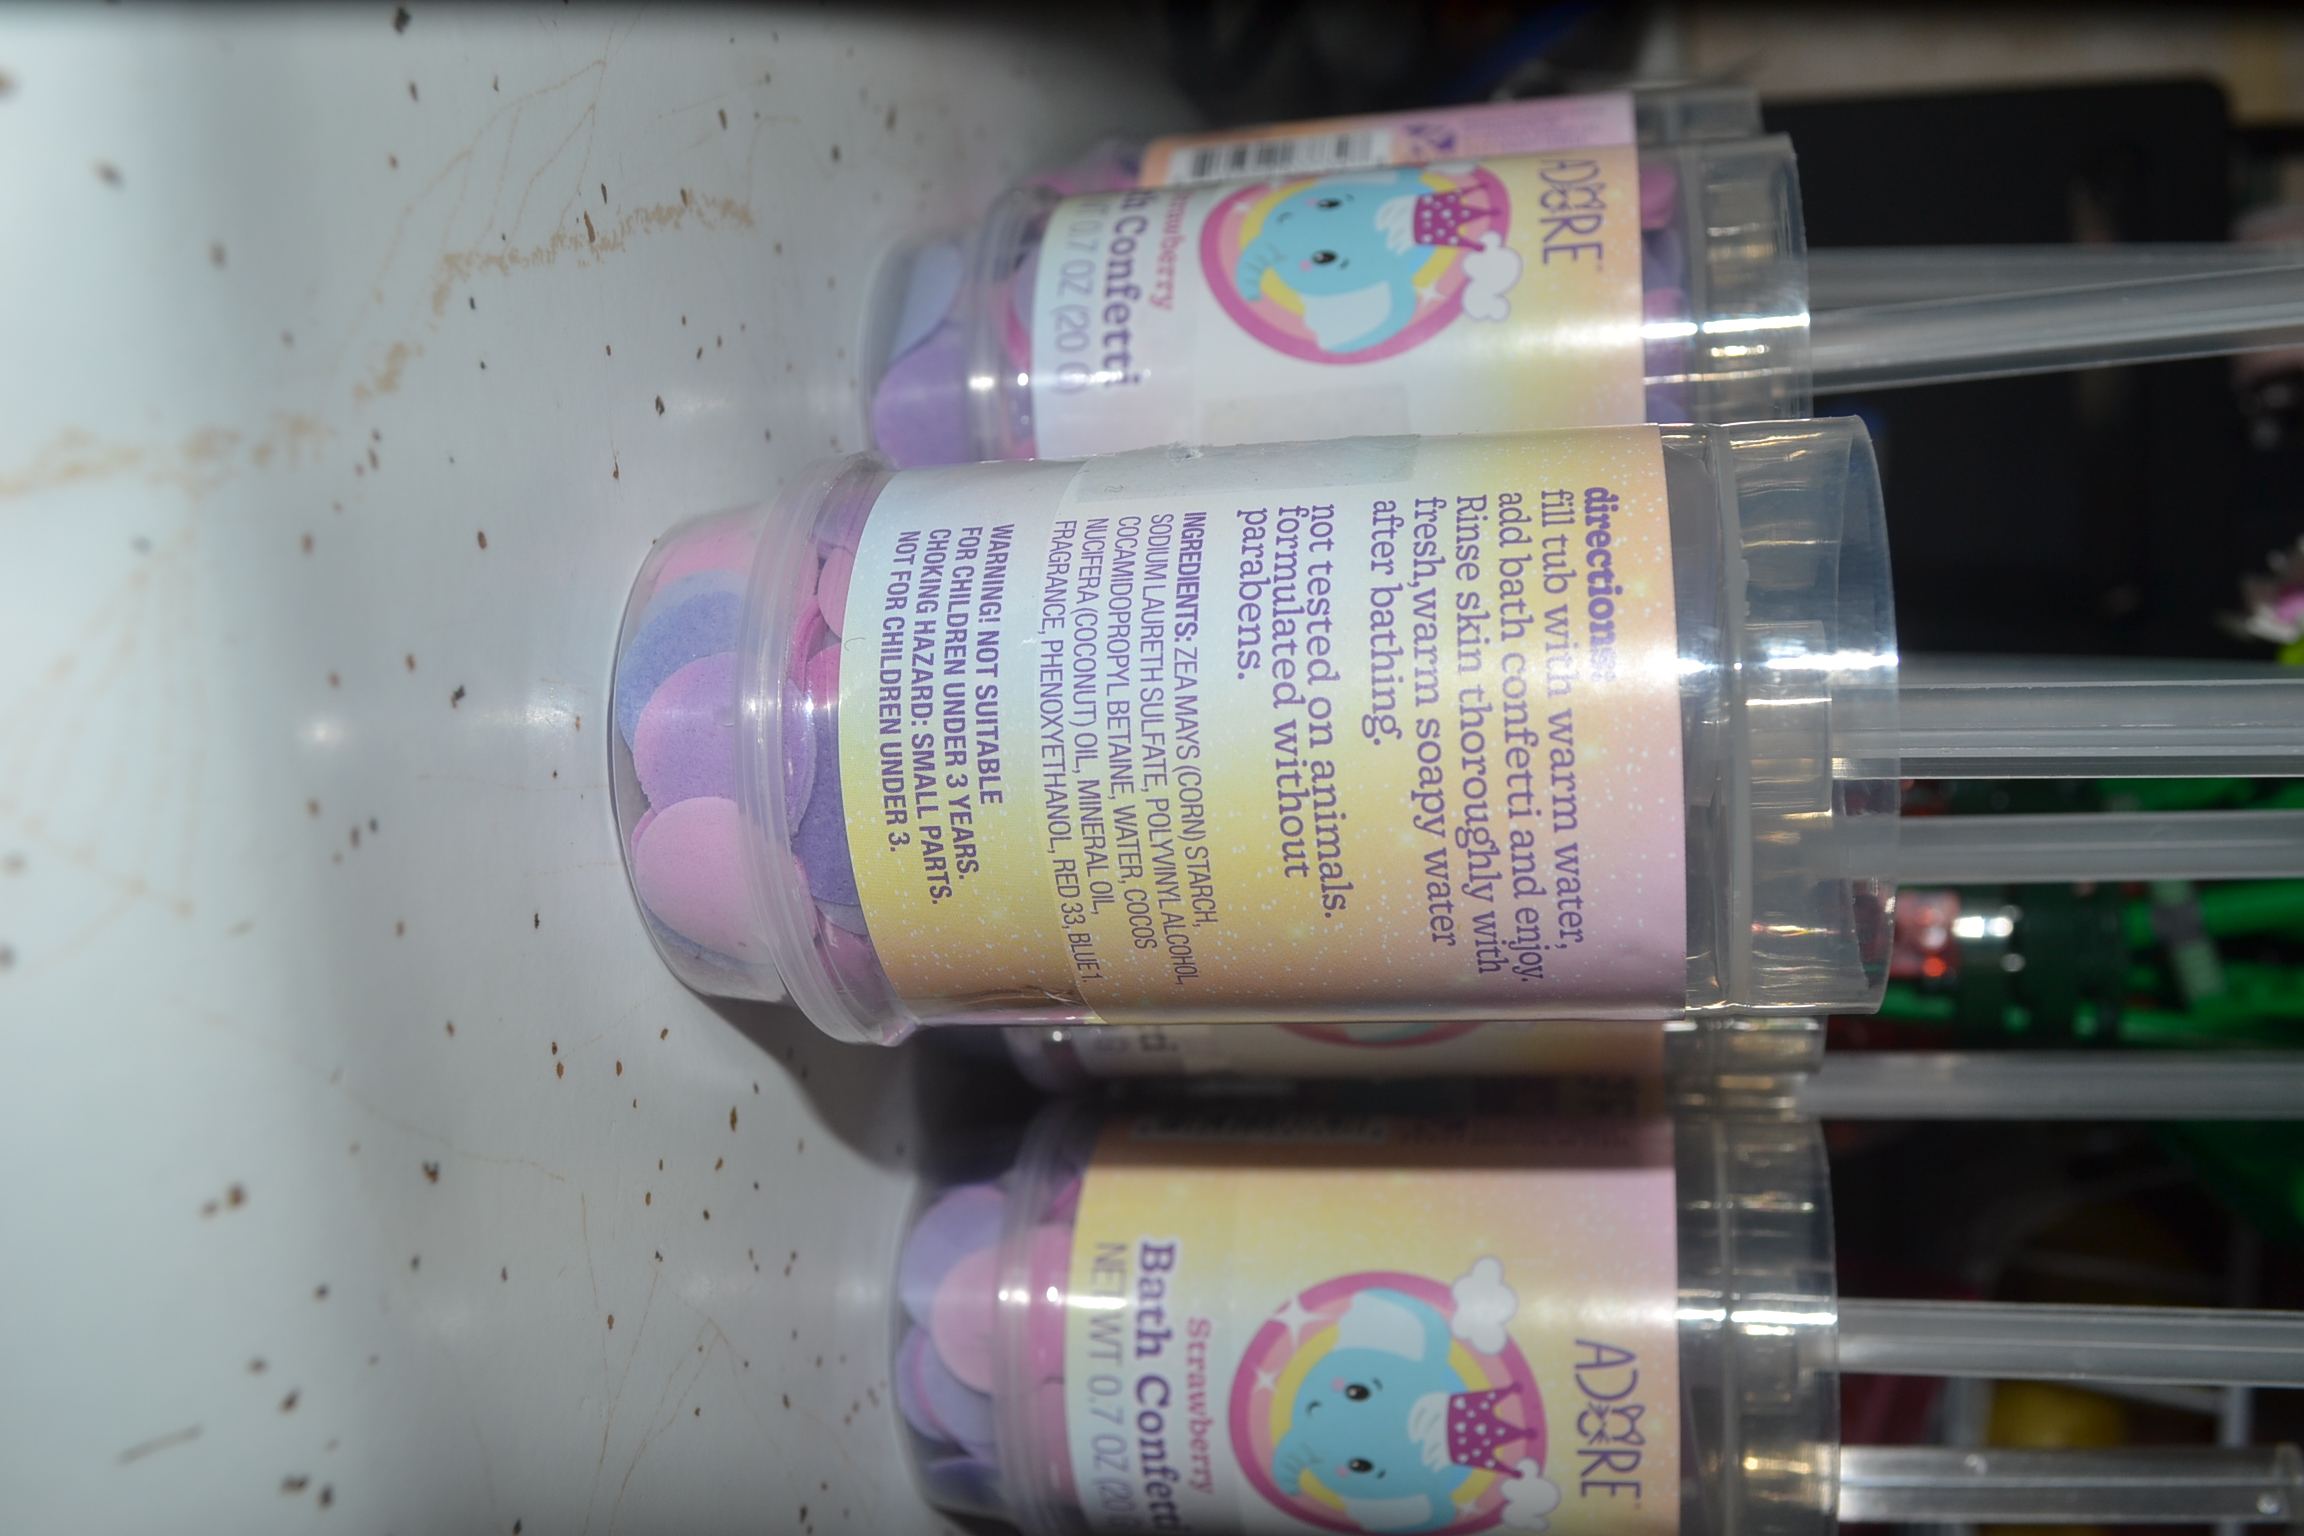 ADORE
Strawberry
Confetti
0.7 OZ (20
directions:
fill tub with warm water,
add bath confetti and enjoy.
Rinse skin thoroughly with
fresh, warm soapy water
after bathing.
not tested on animals.
formulated without
parabens.
INGREDIENTS: ZEA MAYS (CORN) STARCH,
SODIUM LAURETH SULFATE, POLYVINYL ALCOHOL,
COCAMIDOPROPYL BETAINE, WATER, COCOS
NUCIFERA (COCONUT) OIL, MINERAL OIL,
FRAGRANCE, PHENOXYETHANOL, RED 33, BLUE 1.
WARNING! NOT SUITABLE
FOR CHILDREN UNDER 3 YEARS.
CHOKING HAZARD: SMALL PARTS.
NOT FOR CHILDREN UNDER 3.
ADORE
Strawberry
Bath Confetti
NET WT 0.7 OZ (20 G